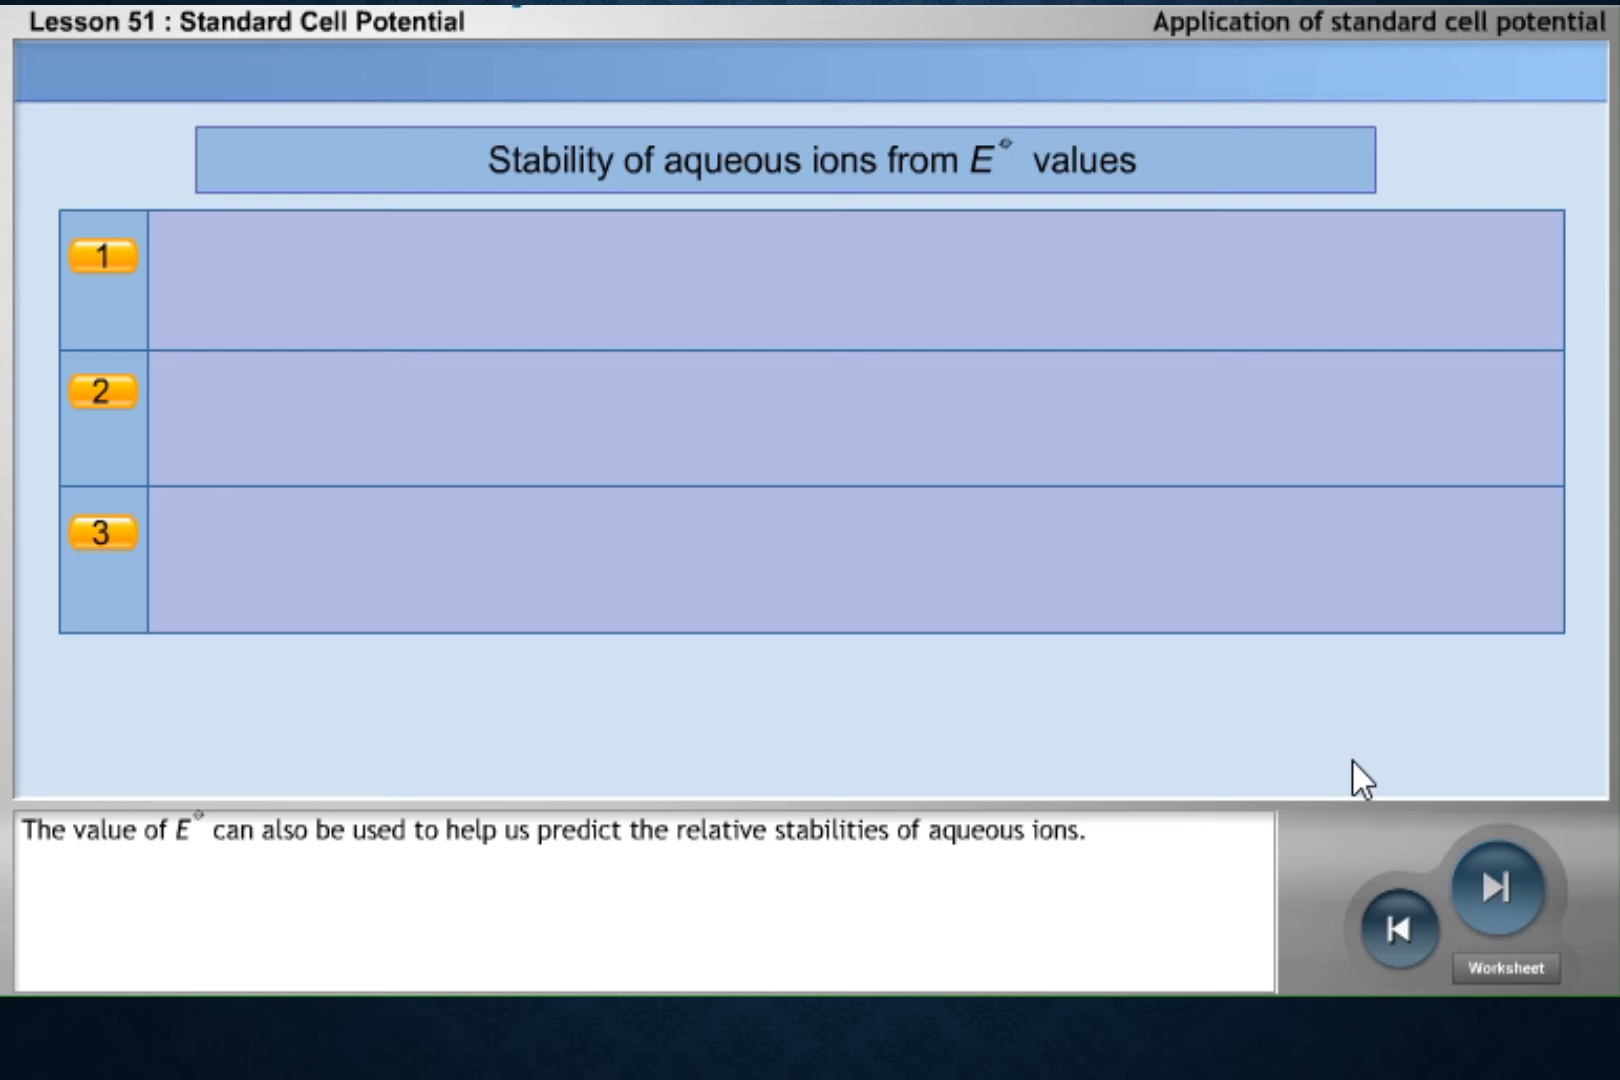 Lesson 51 : Standard Cell Potential
Application of standard cell potential
Stability of aqueous ions from E° values
1
2
3
The value of E° can also be used to help us predict the relative stabilities of aqueous ions.
Worksheet